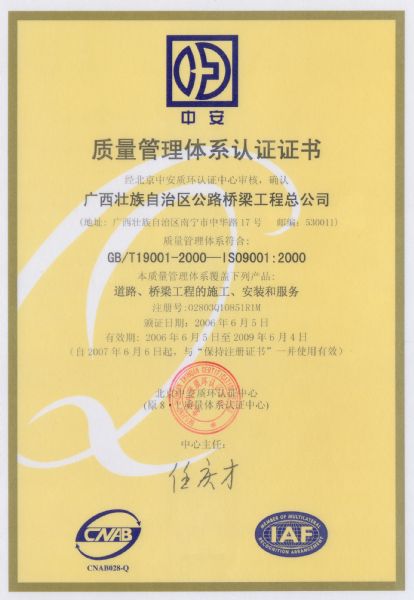 中安
质量管理体系认证证书
经北京中安质环认证中心审核，确认
广西壮族自治区公路桥梁工程总公司
(地址: 广西壮族自治区南宁市中华路17号 邮编: 530011)
质量管理体系符合:
GB/T19001-2000—ISO9001:2000
本质量管理体系覆盖下列产品:
道路、桥梁工程的施工、安装和服务
注册号:02803Q10851R1M
颁证日期: 2006年6月5日
有效期: 2006年6月5日至2009年6月4日
(自2007年6月6日起，与“保持注册证书”一并使用有效)
北京中安质环认证中心
(原8·1质量体系认证中心)
中心主任:
任庆才
CNAB
CNAB028-Q
MEMBER OF MULTILATERAL
IAF
RECOGNITION ARRANGEMENT